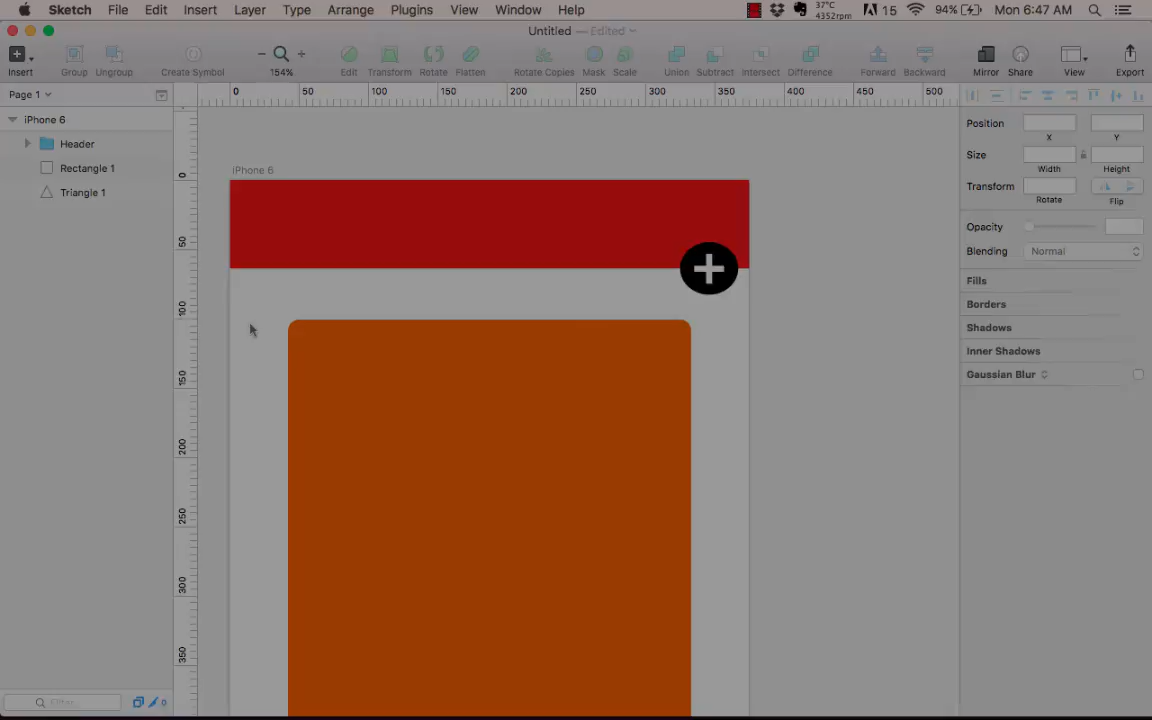 Sketch File Edit Insert Layer Type Arrange Plugins View Window Help 37°C 4352rpm 15 94% Mon 6:47 AM
Untitled — Edited
Insert Group Ungroup Create Symbol 154% Edit Transform Rotate Flatten Rotate Copies Mask Scale Union Subtract Intersect Difference Forward Backward Mirror Share View Export
Page 1
0 50 100 150 200 250 300 350 400 450 500
iPhone 6
Header
Rectangle 1
Triangle 1
Filter
0
0
50
100
150
200
250
300
350
iPhone 6
Position
X Y
Size
Width Height
Transform
Rotate Flip
Opacity
Blending Normal
Fills
Borders
Shadows
Inner Shadows
Gaussian Blur